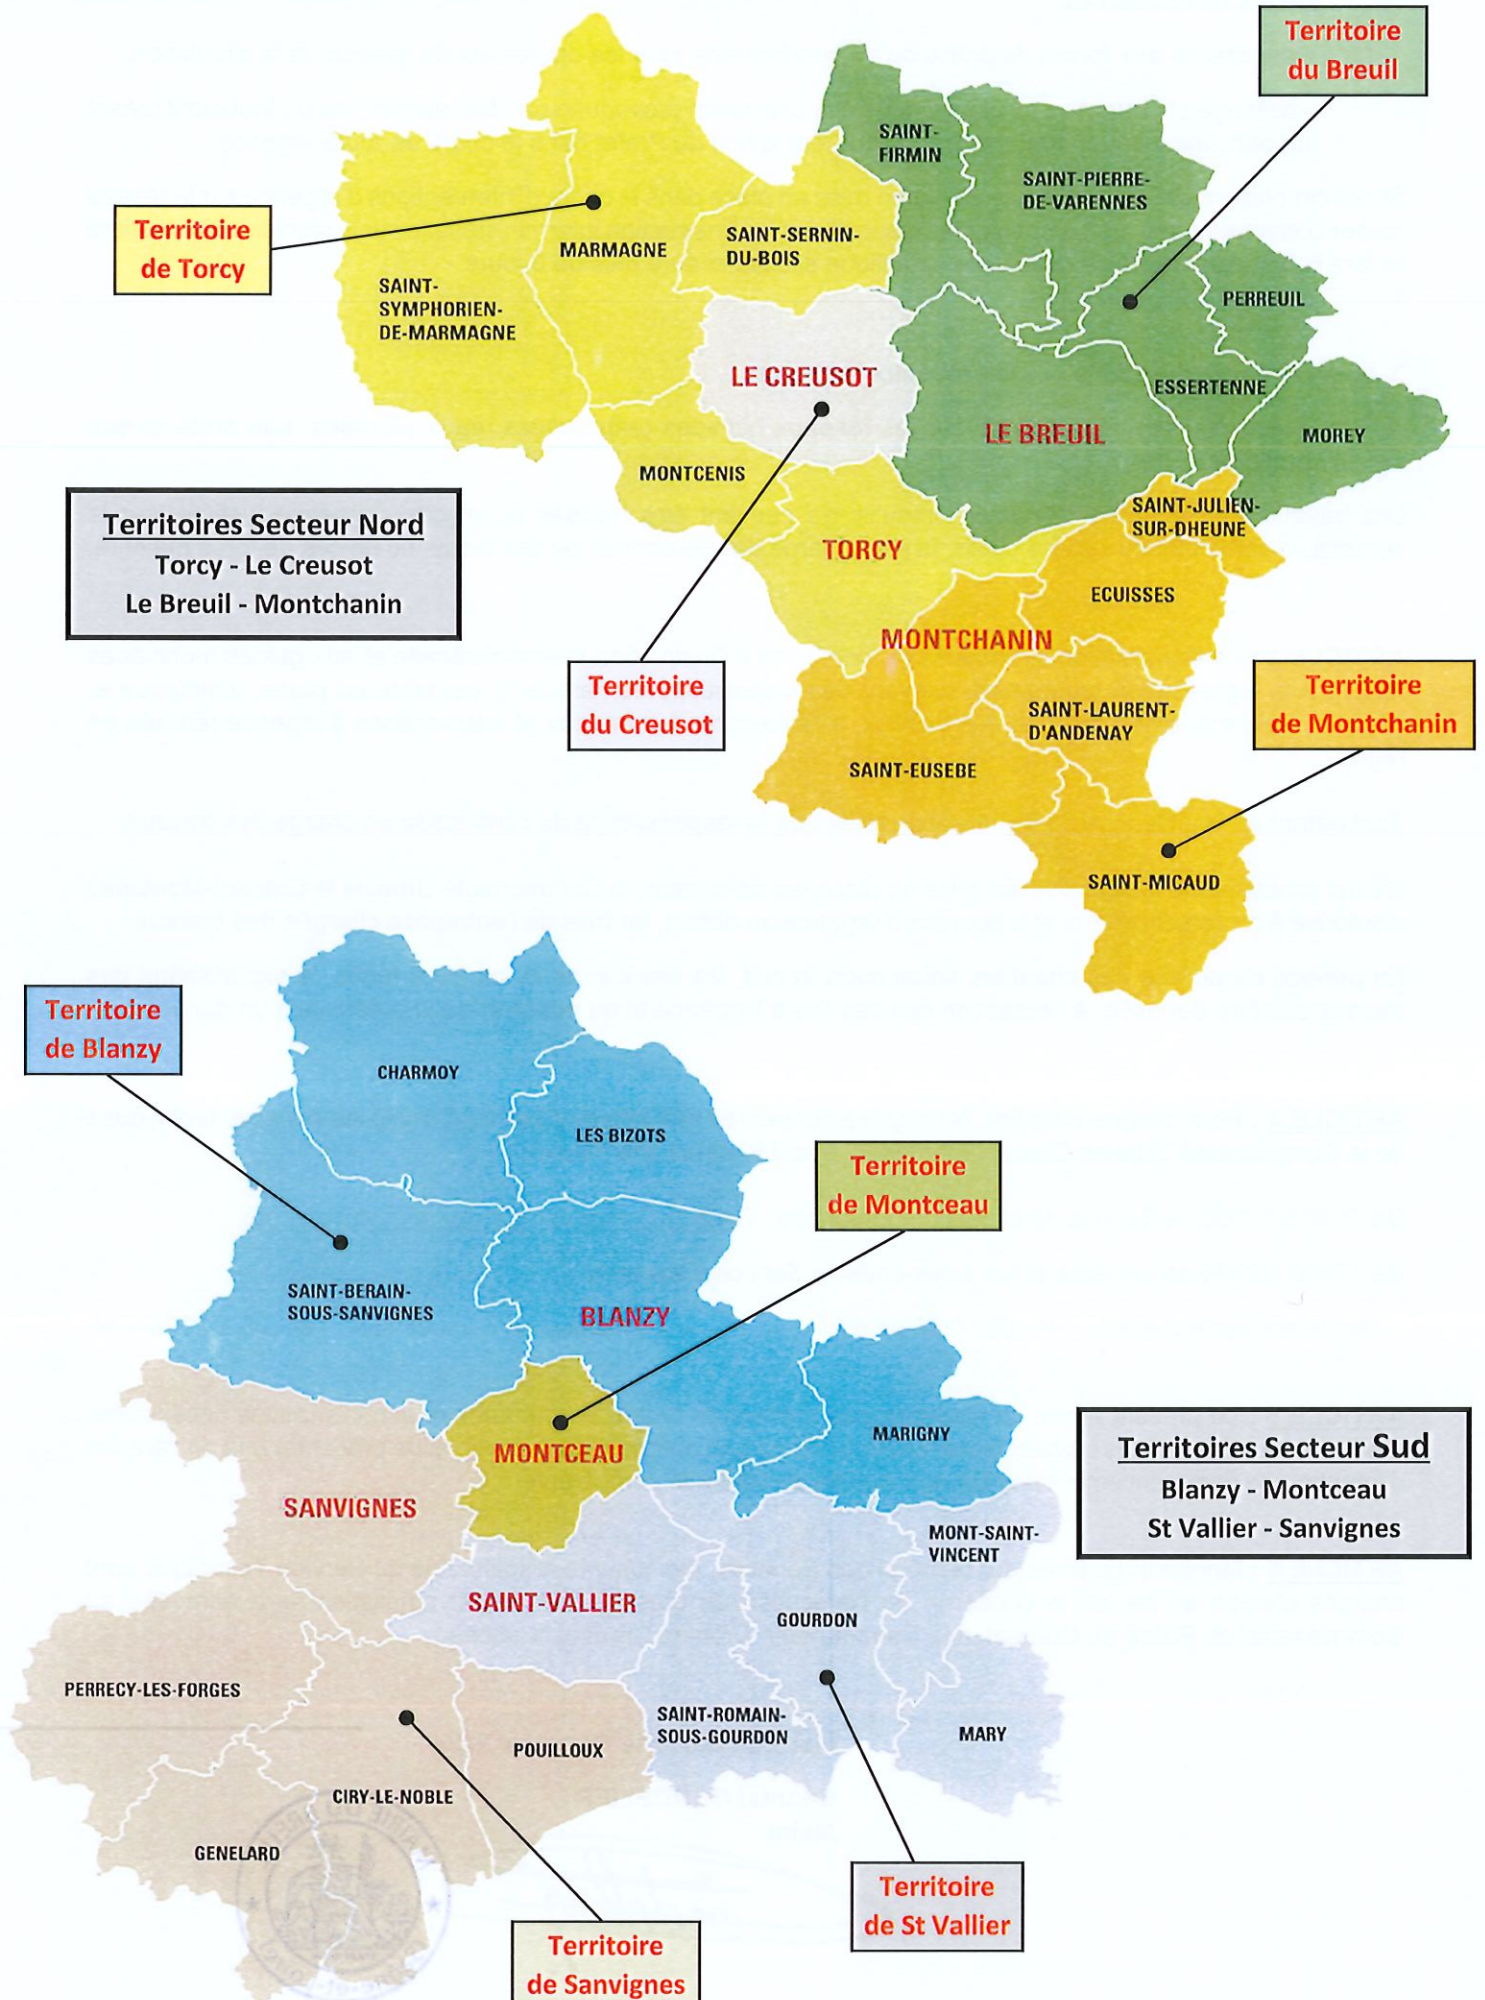 Territoire
du Breuil
SAINT-
FIRMIN
SAINT-PIERRE-
DE-VARENNES
Territoire
de Torcy
MARMAGNE
SAINT-SERNIN-
DU-BOIS
SAINT-
SYMPHORIEN-
DE-MARMAGNE
PERREUIL
LE CREUSOT
ESSERTENNE
LE BREUIL
MOREY
MONTCENIS
Territoires Secteur Nord
Torcy - Le Creusot
Le Breuil - Montchanin
SAINT-JULIEN-
SUR-DHEUNE
TORCY
ECUISSES
MONTCHANIN
Territoire
du Creusot
SAINT-LAURENT-
D'ANDENAY
Territoire
de Montchanin
SAINT-EUSEBE
SAINT-MICAUD
Territoire
de Blanzy
CHARMOY
LES BIZOTS
Territoire
de Montceau
SAINT-BERAIN-
SOUS-SANVIGNES
BLANZY
MARIGNY
MONTCEAU
Territoires Secteur Sud
Blanzy - Montceau
St Vallier - Sanvignes
SANVIGNES
MONT-SAINT-
VINCENT
SAINT-VALLIER
GOURDON
PERRECY-LES-FORGES
SAINT-ROMAIN-
SOUS-GOURDON
MARY
POUILLOUX
CIRY-LE-NOBLE
GENELARD
Territoire
de St Vallier
Territoire
de Sanvignes